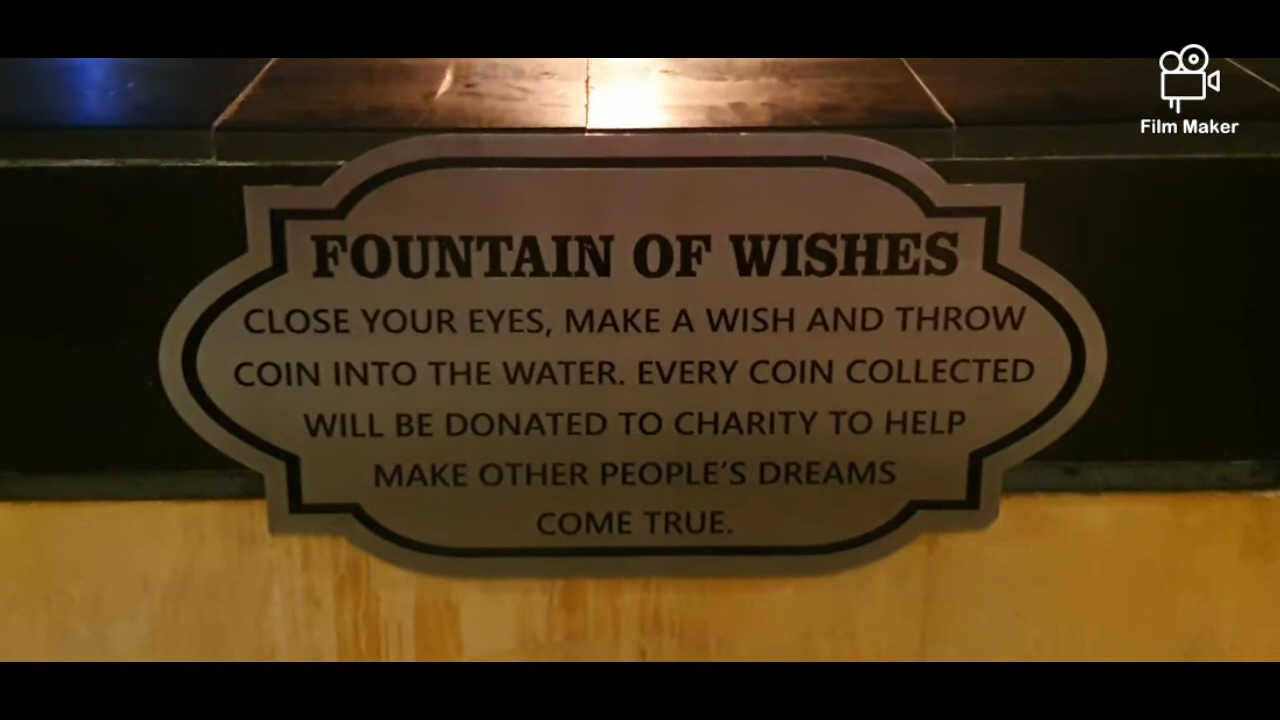 Film Maker
FOUNTAIN OF WISHES
CLOSE YOUR EYES, MAKE A WISH AND THROW
COIN INTO THE WATER. EVERY COIN COLLECTED
WILL BE DONATED TO CHARITY TO HELP
MAKE OTHER PEOPLE'S DREAMS
COME TRUE.